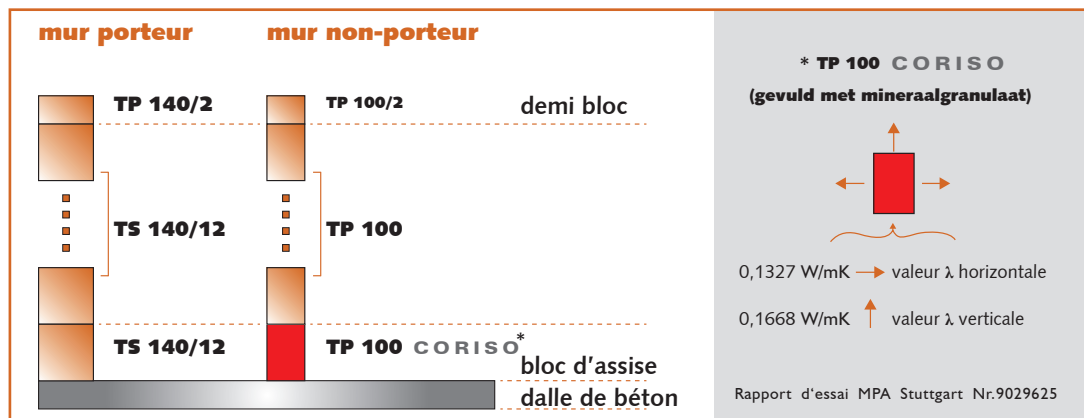 mur porteur
mur non-porteur
TP 140/2
TP 100/2
demi bloc
TS 140/12
TP 100
TS 140/12
TP 100 CORISO*
bloc d'assise
dalle de béton
* TP 100 CORISO
(gevuld met mineraalgranulaat)
0,1327 W/mK valeur λ horizontale
0,1668 W/mK valeur λ verticale
Rapport d'essai MPA Stuttgart Nr.9029625